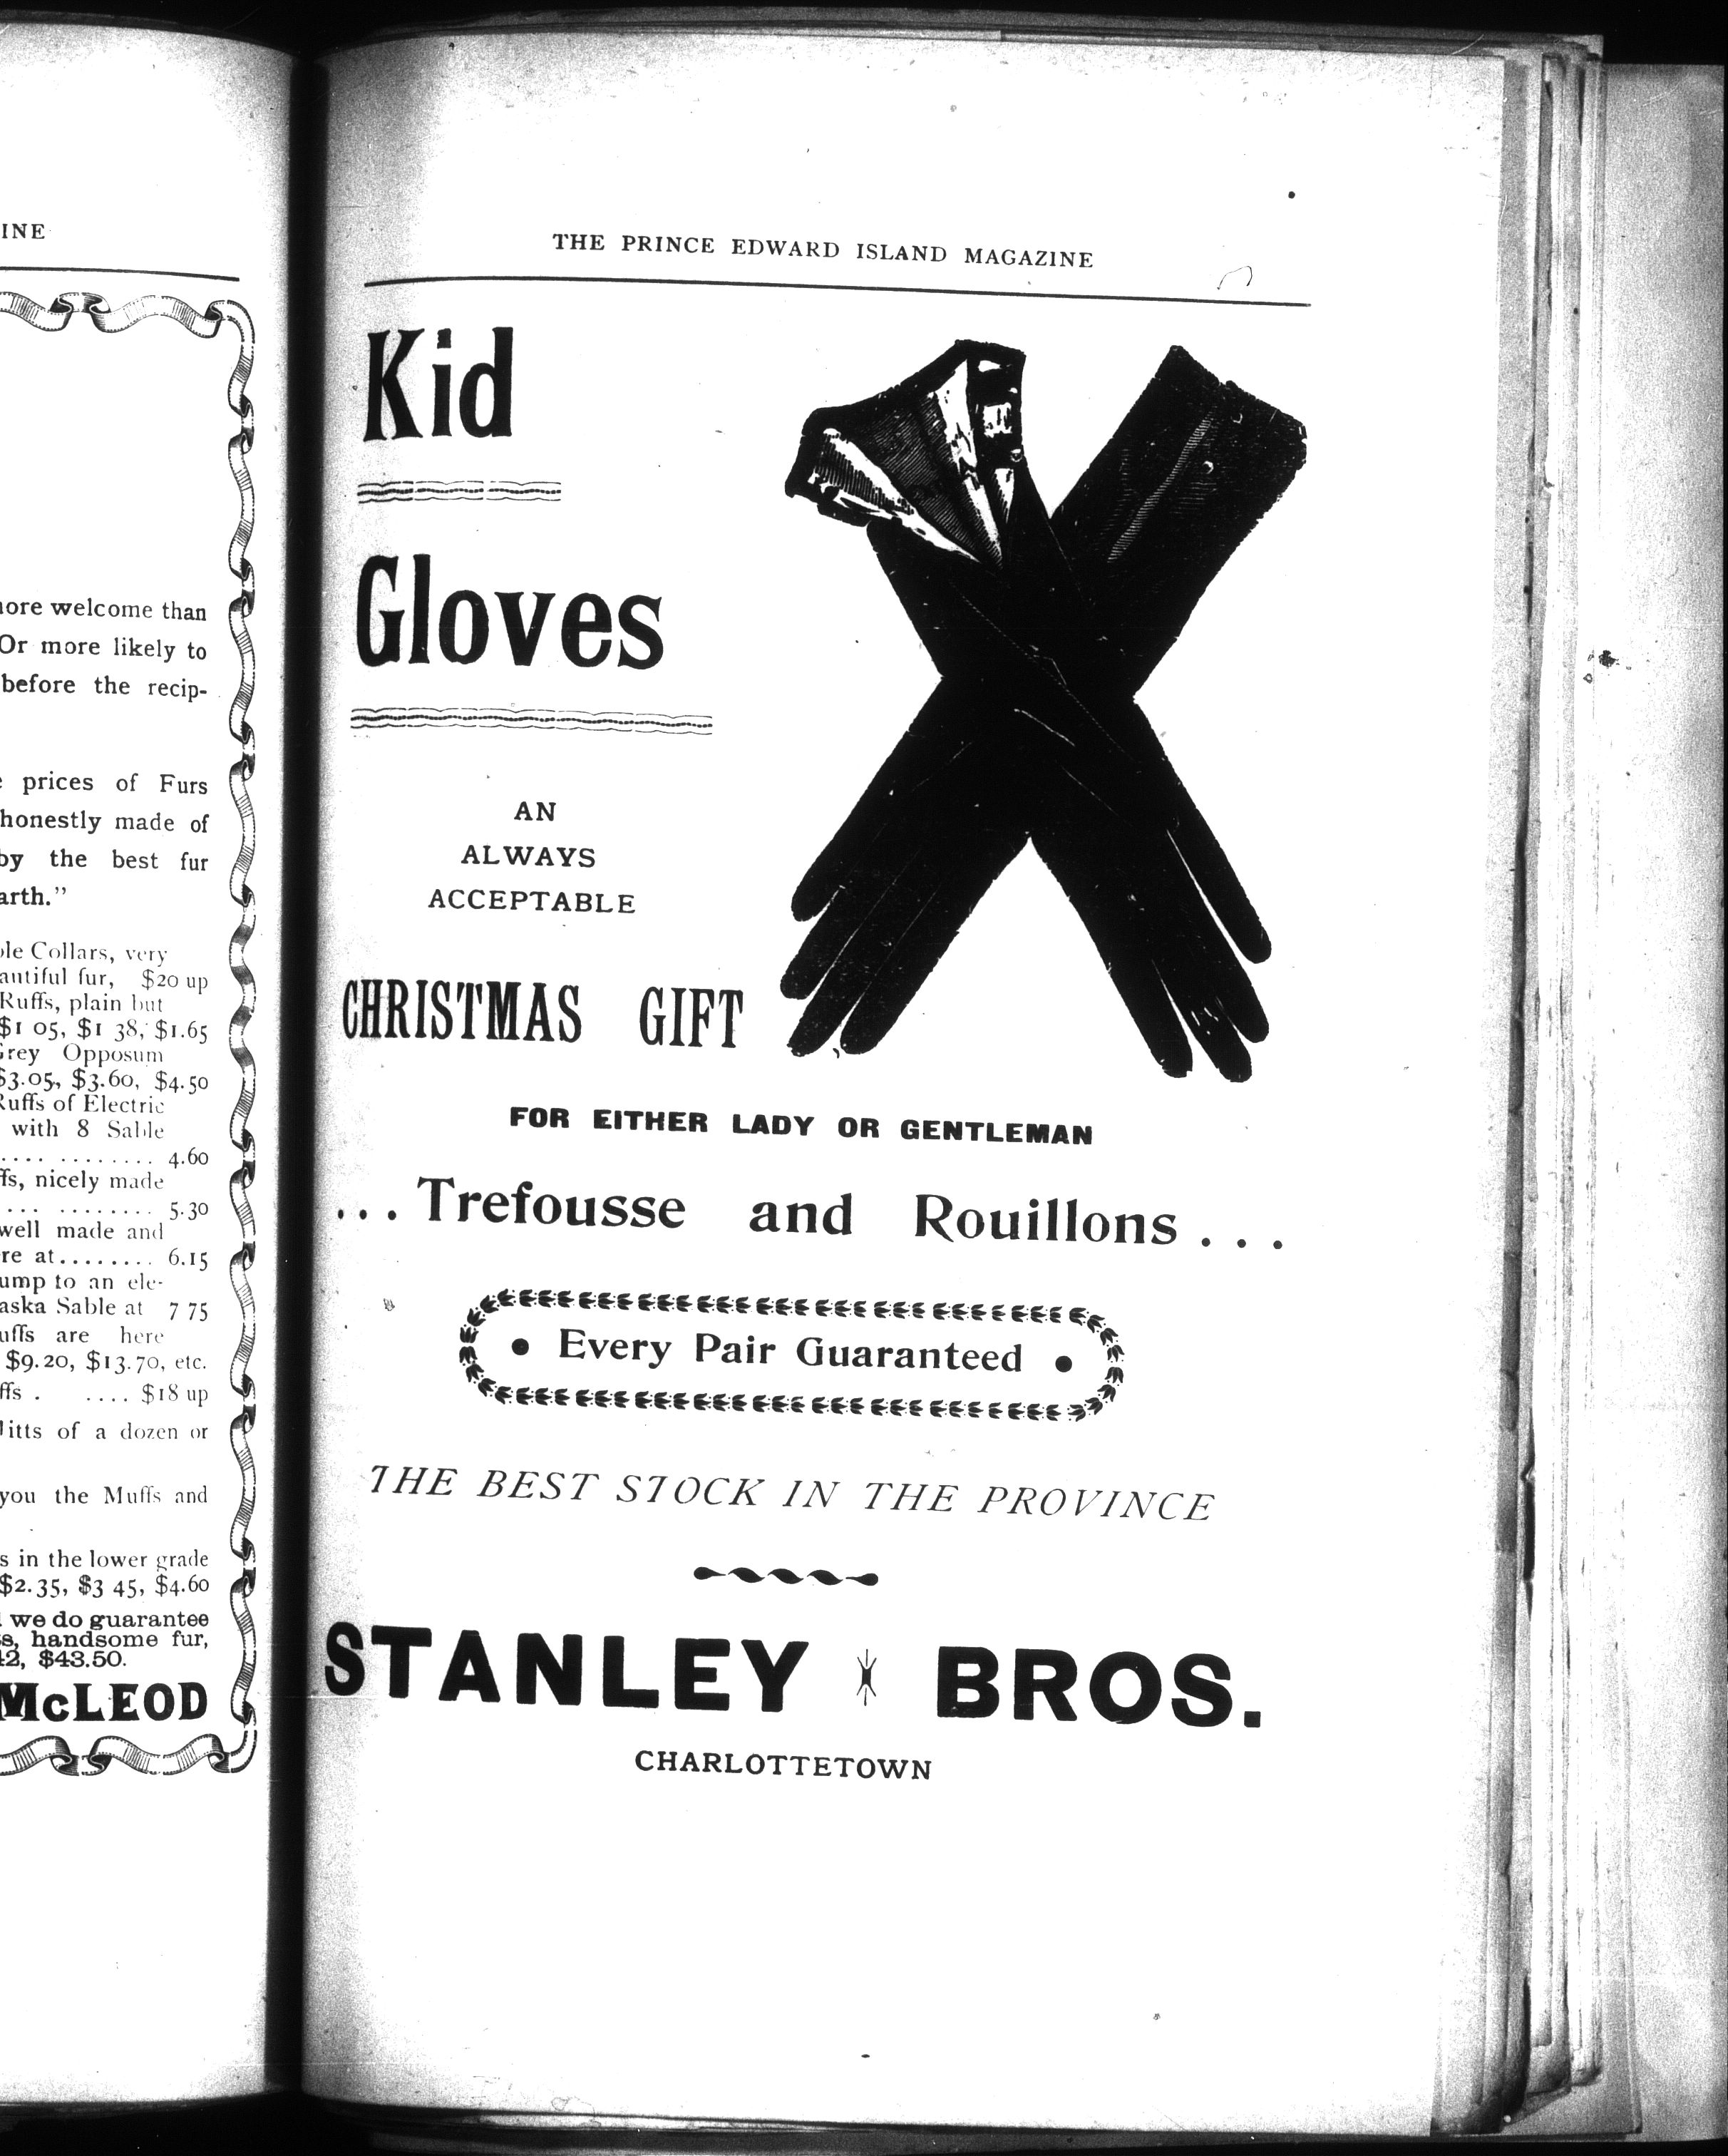 INE
more welcome than
Or more likely to
before the recip-
prices of Furs
honestly made of
by the best fur
arth."
ble Collars, very
autiful fur, $20 up
Ruffs, plain but
$1 05, $1 38, $1.65
Grey Opposum
$3.05, $3.60, $4.50
Ruffs of Electric
with 8 Sable
.... ........ 4.60
ffs, nicely made
... ........ 5.30
well made and
re at........ 6.15
ump to an ele-
aska Sable at 7 75
uffs are here
$9.20, $13.70, etc.
ffs . .... $18 up
itts of a dozen or
you the Muffs and
s in the lower grade
$2.35, $3 45, $4.60
we do guarantee
s, handsome fur,
42, $43.50.
McLEOD
THE PRINCE EDWARD ISLAND MAGAZINE
Kid
Gloves
AN
ALWAYS
ACCEPTABLE
CHRISTMAS GIFT
FOR EITHER LADY OR GENTLEMAN
...Trefousse and Rouillons...
• Every Pair Guaranteed •
THE BEST STOCK IN THE PROVINCE
STANLEY BROS.
CHARLOTTETOWN